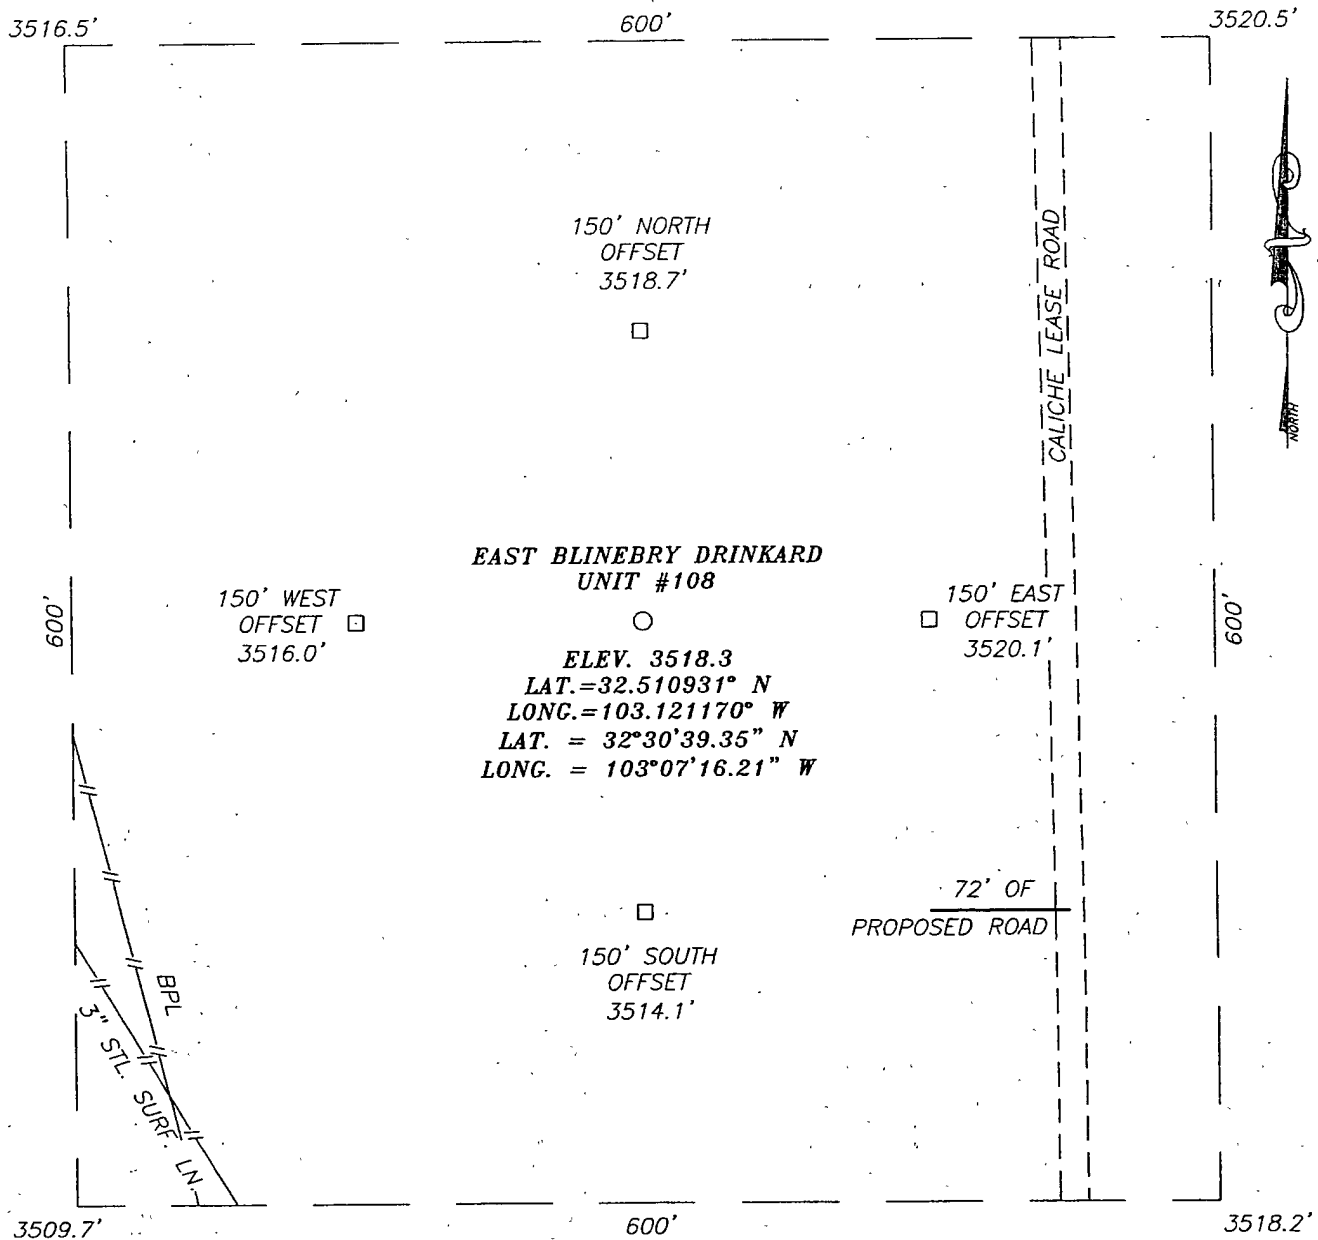 3516.5'
600'
3520.5'
150' NORTH
OFFSET
3518.7'
CALICHE LEASE ROAD
NORTH
EAST BLINEBRY DRINKARD
UNIT #108
600'
150' WEST
OFFSET
3516.0'
150' EAST
OFFSET
3520.1'
600'
ELEV. 3518.3
LAT.=32.510931° N
LONG.=103.121170° W
LAT. = 32°30'39.35" N
LONG. = 103°07'16.21" W
72' OF
PROPOSED ROAD
150' SOUTH
OFFSET
3514.1'
BPL
3" STL. SURF. LN.
3509.7'
600'
3518.2'